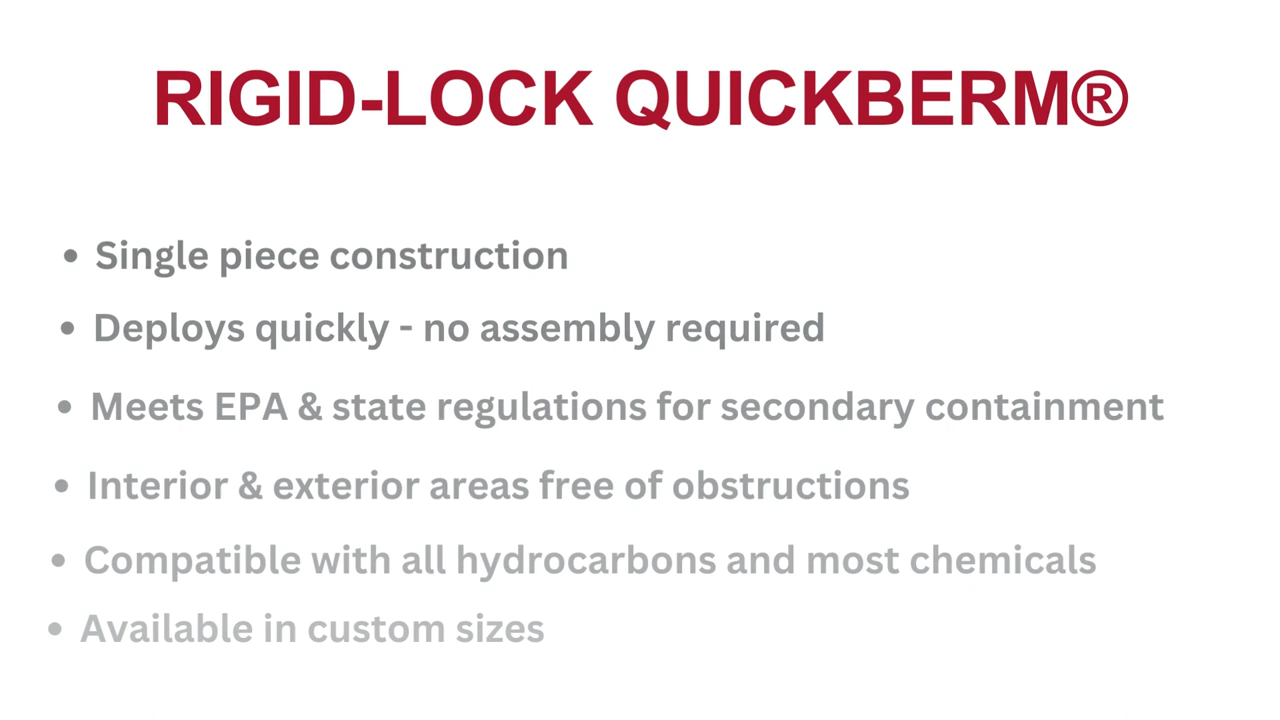 RIGID-LOCK QUICKBERM®
• Single piece construction
• Deploys quickly - no assembly required
• Meets EPA & state regulations for secondary containment
• Interior & exterior areas free of obstructions
• Compatible with all hydrocarbons and most chemicals
• Available in custom sizes